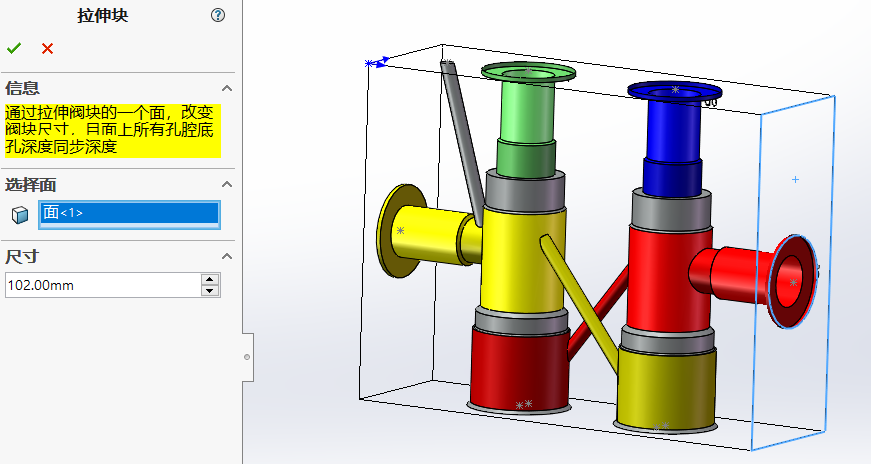 拉伸块
信息
通过拉伸阀块的一个面，改变
阀块尺寸，且面上所有孔腔底
孔深度同步深度
选择面
面<1>
尺寸
102.00mm